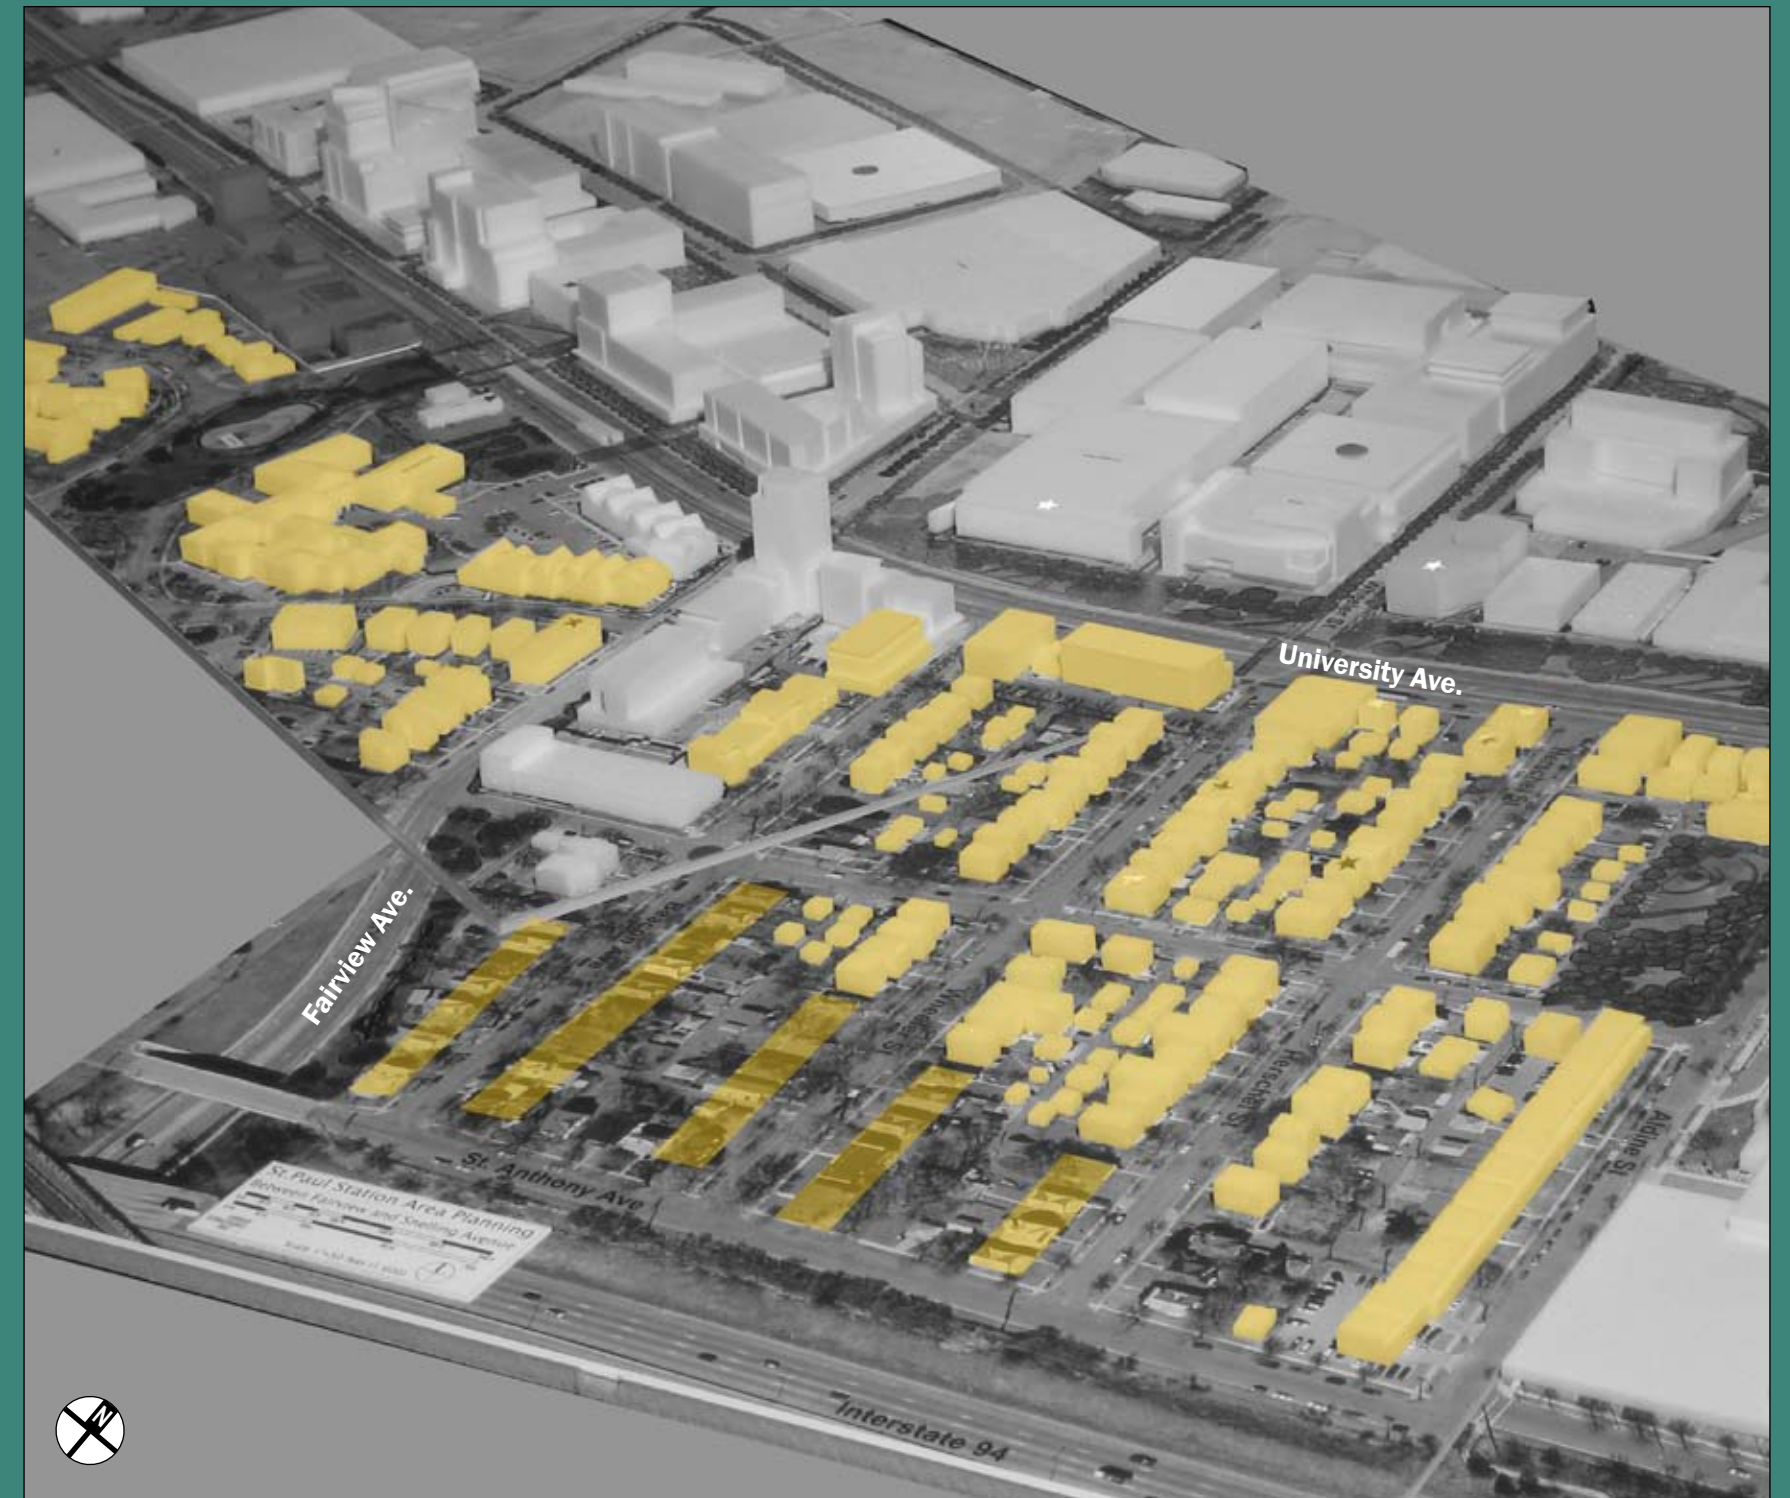 University Ave.
Fairview Ave.
Wheeler St
Herschel St
Aldine St
St. Anthony Ave
St. Paul Station Area Planning
Between Fairview and Snelling Avenue
Interstate 94
N